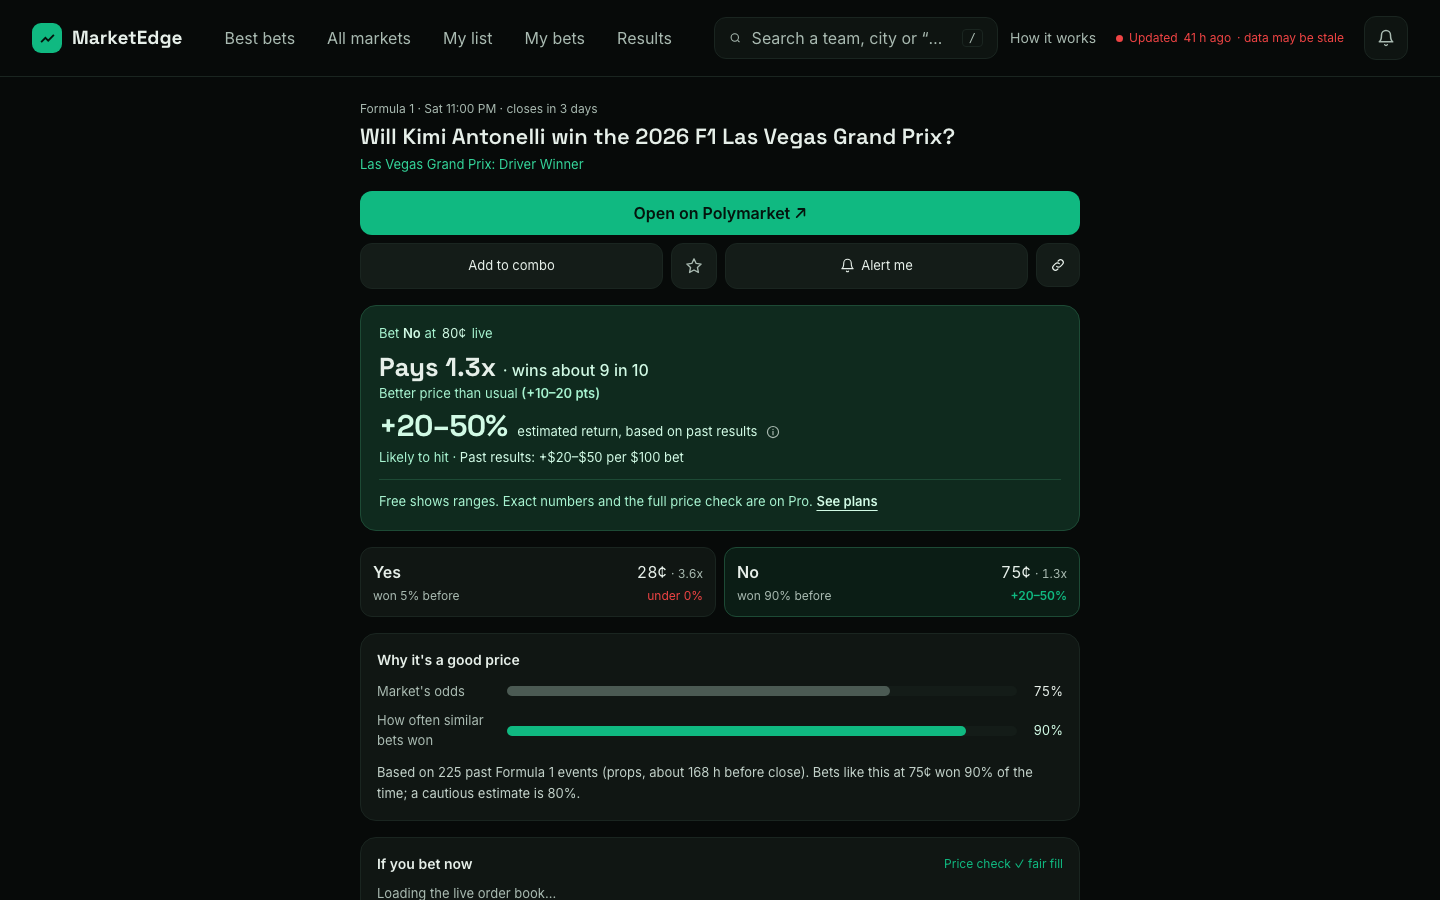 MarketEdge
Best bets
All markets
My list
My bets
Results
Search a team, city or “…
/
How it works
Updated 41 h ago · data may be stale
Formula 1 · Sat 11:00 PM · closes in 3 days
Will Kimi Antonelli win the 2026 F1 Las Vegas Grand Prix?
Las Vegas Grand Prix: Driver Winner
Open on Polymarket ↗
Add to combo
Alert me
Bet No at 80¢ live
Pays 1.3x · wins about 9 in 10
Better price than usual (+10–20 pts)
+20–50% estimated return, based on past results
Likely to hit · Past results: +$20–$50 per $100 bet
Free shows ranges. Exact numbers and the full price check are on Pro. See plans
Yes 28¢ · 3.6x
won 5% before under 0%
No 75¢ · 1.3x
won 90% before +20–50%
Why it's a good price
Market's odds 75%
How often similar
bets won 90%
Based on 225 past Formula 1 events (props, about 168 h before close). Bets like this at 75¢ won 90% of the
time; a cautious estimate is 80%.
If you bet now Price check ✓ fair fill
Loading the live order book…